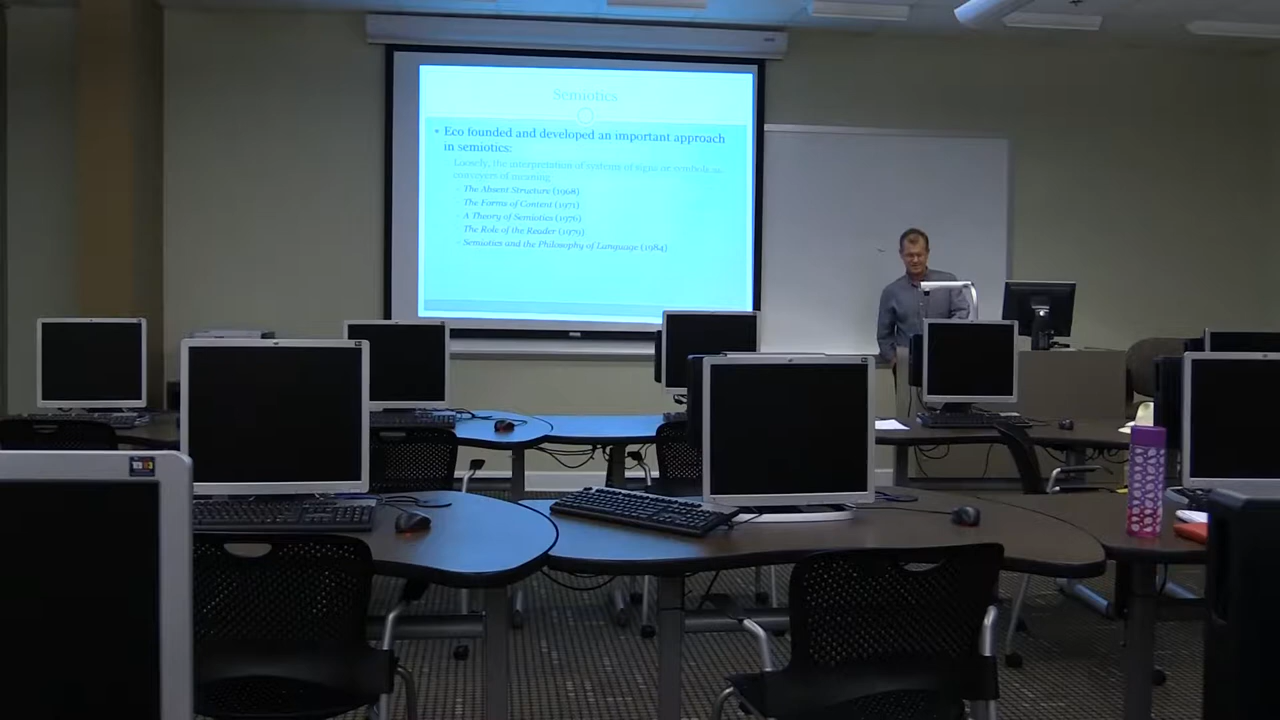 Semiotics
• Eco founded and developed an important approach
in semiotics:
Loosely, the interpretation of systems of signs or symbols as
conveyers of meaning
- The Absent Structure (1968)
- The Forms of Content (1971)
- A Theory of Semiotics (1976)
- The Role of the Reader (1979)
- Semiotics and the Philosophy of Language (1984)